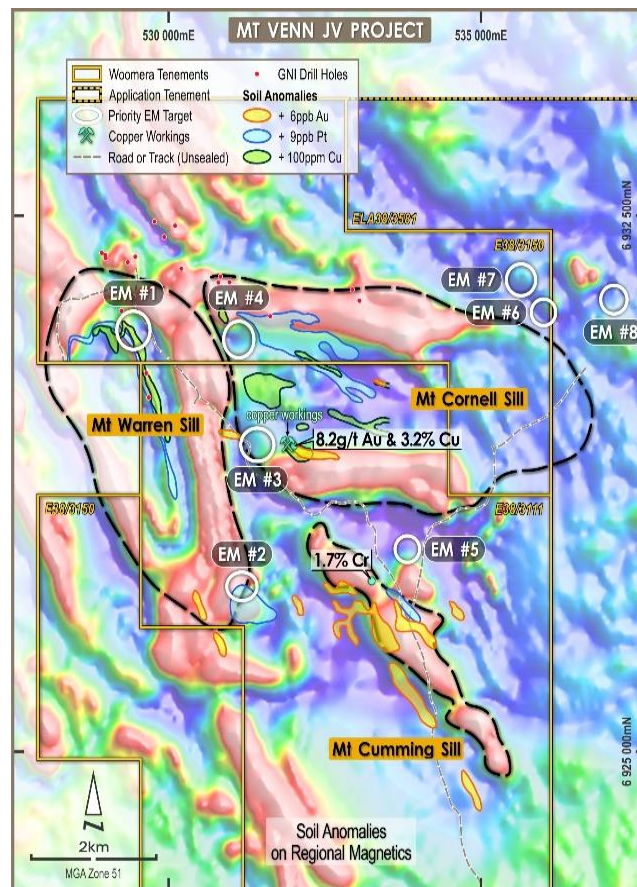 530 000mE
MT VENN JV PROJECT
535 000mE
Woomera Tenements
Application Tenement
Priority EM Target
Copper Workings
Road or Track (Unsealed)
GNI Drill Holes
Soil Anomalies
+ 6ppb Au
+ 9ppb Pt
+ 100ppm Cu
6 932 500mN
ELA38/3581
E38/3150
EM #7
EM #1
EM #4
EM #6
EM #8
Mt Cornell Sill
copper workings
Mt Warren Sill
8.2g/t Au & 3.2% Cu
EM #3
E38/3150
E38/3111
EM #2
EM #5
1.7% Cr
Mt Cumming Sill
6 925 000mN
N
2km
MGA Zone 51
Soil Anomalies
on Regional Magnetics